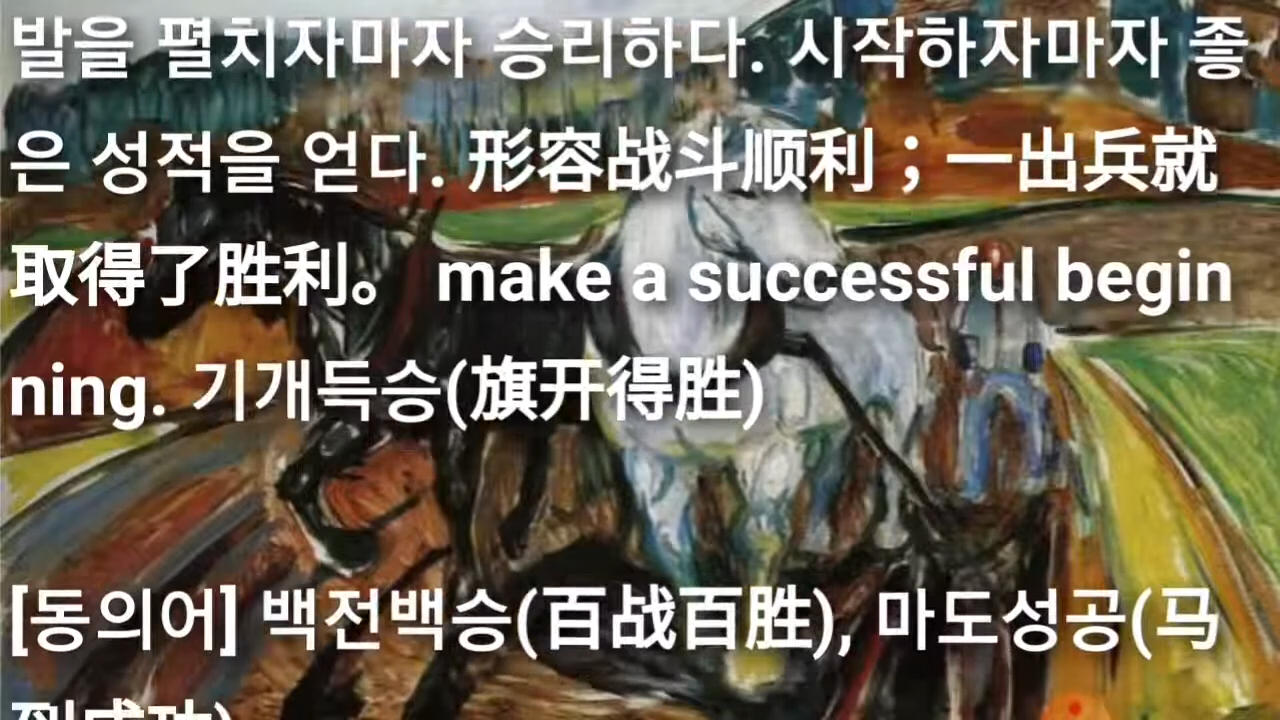 발을 펼치자마자 승리하다. 시작하자마자 좋
은 성적을 얻다. 形容战斗顺利；一出兵就
取得了胜利。 make a successful begin
ning. 기개득승(旗开得胜)
[동의어] 백전백승(百战百胜), 마도성공(马
到成功)